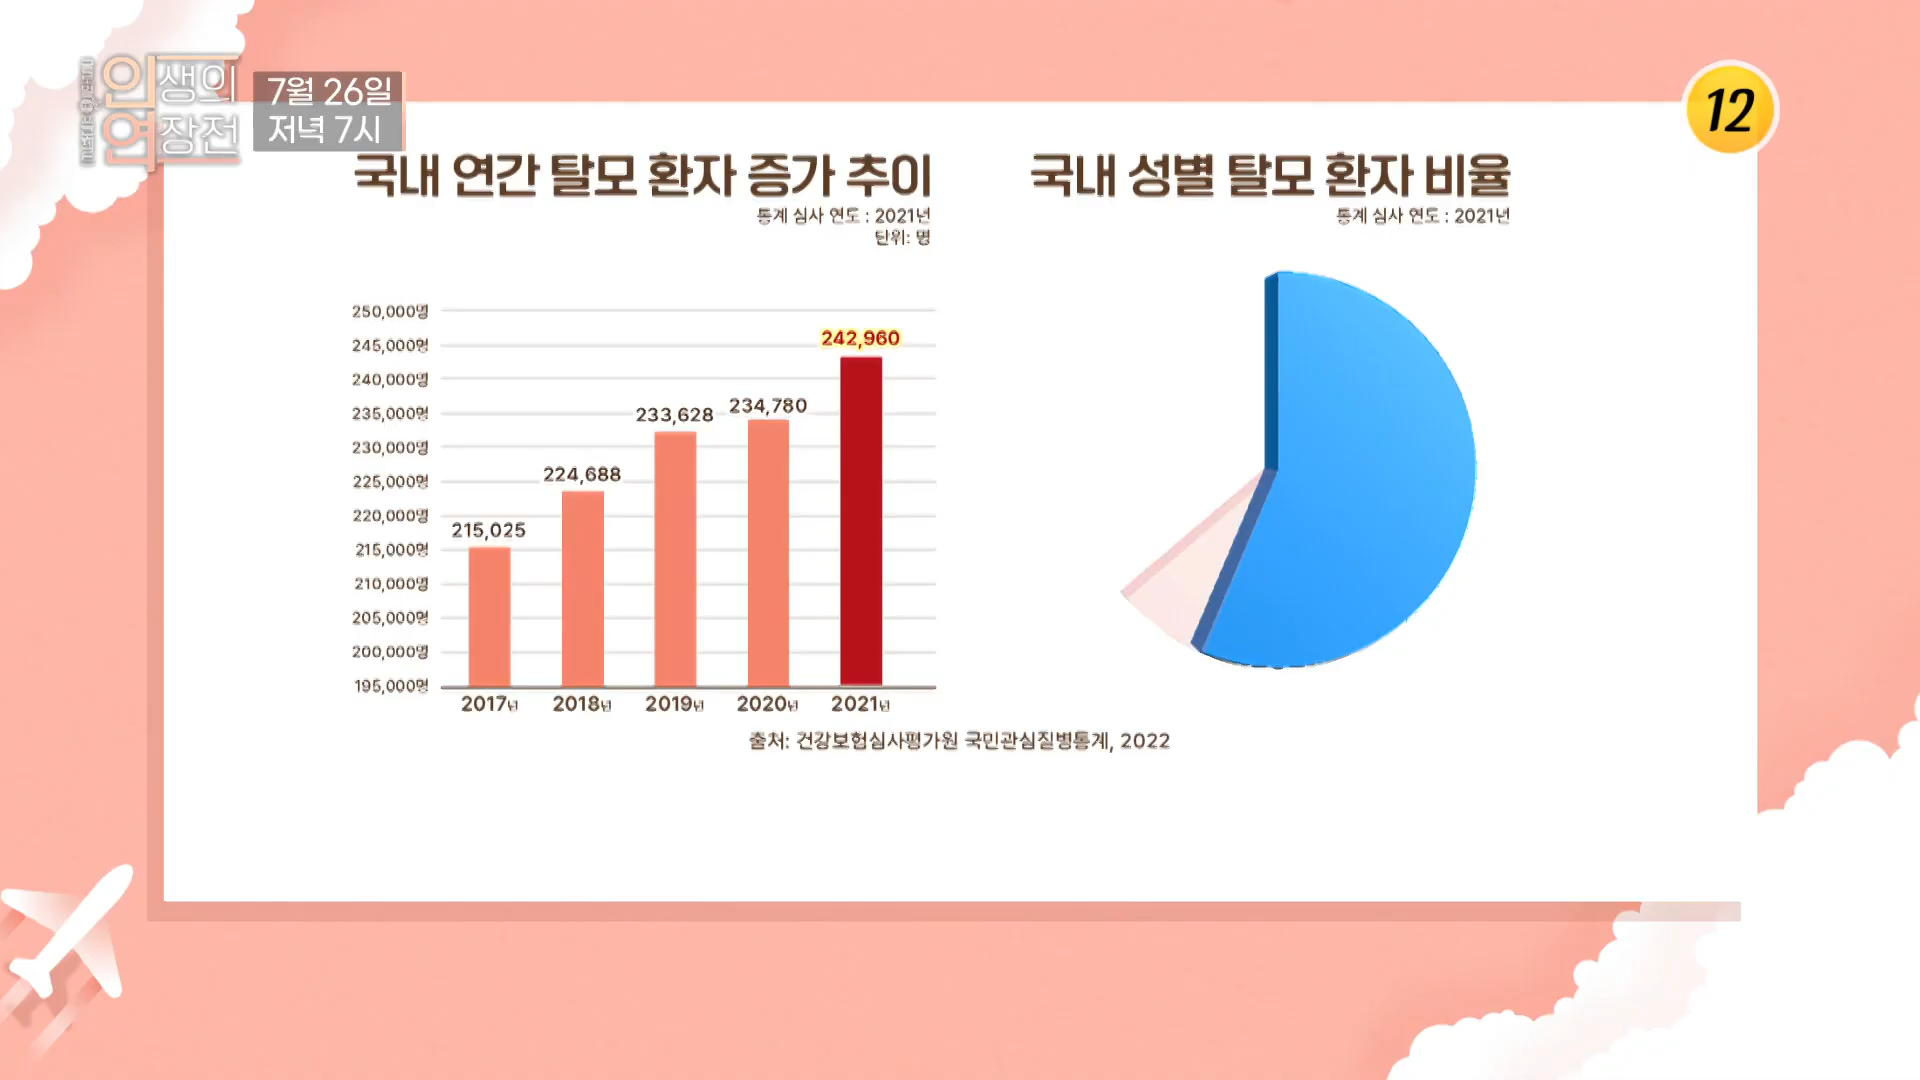 인생의
연장전
7월 26일
저녁 7시
12
국내 연간 탈모 환자 증가 추이
통계 심사 연도 : 2021년
단위: 명
250,000명
245,000명
240,000명
235,000명
230,000명
225,000명
220,000명
215,000명
210,000명
205,000명
200,000명
195,000명
215,025
224,688
233,628
234,780
242,960
2017년
2018년
2019년
2020년
2021년
국내 성별 탈모 환자 비율
통계 심사 연도 : 2021년
출처: 건강보험심사평가원 국민관심질병통계, 2022